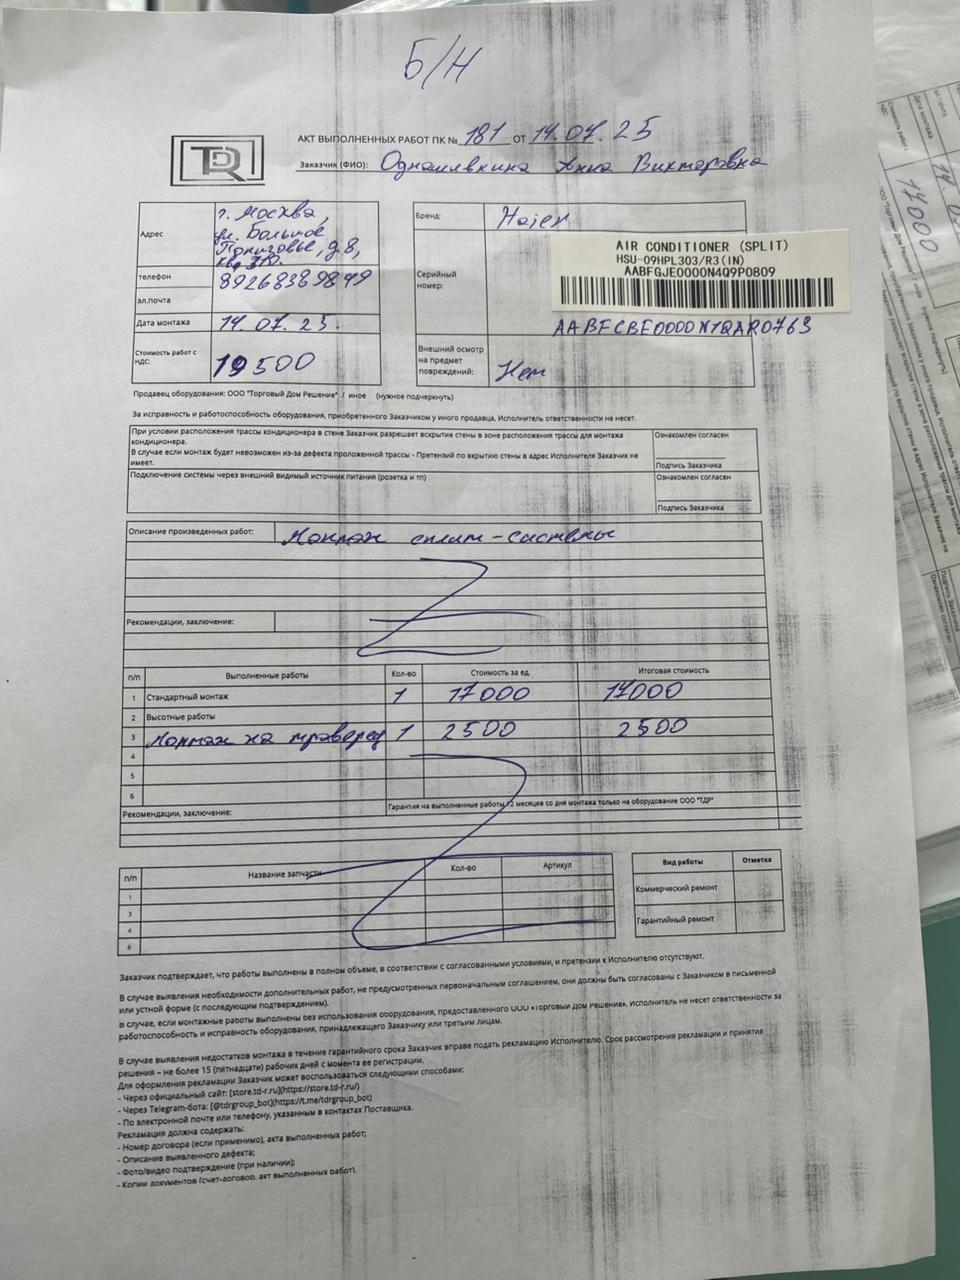 Б/Н
TDR
АКТ ВЫПОЛНЕННЫХ РАБОТ ПК № 181 ОТ 14.07.25
Заказчик (ФИО): Анна Викторовна
Адрес
г. Москва,
ул. Большое
д. 8,
телефон
89268389849
эл.почта
Дата монтажа 14.07.25.
Стоимость работ с НДС: 19500
Бренд: Haier
Серийный номер:
AIR CONDITIONER (SPLIT)
HSU-09HPL303/R3(IN)
AABFGJE0000N4Q9P0809
AABFCBE0000N1QAR0763
Внешний осмотр на предмет повреждений: Нет
Продавец оборудования: ООО "Торговый Дом Решение" / иное (нужное подчеркнуть)
За исправность и работоспособность оборудования, приобретенного Заказчиком у иного продавца, Исполнитель ответственности не несет.
При условии расположения трассы кондиционера в стене Заказчик разрешает вскрытие стены в зоне расположения трассы для монтажа
кондиционера.
В случае если монтаж будет невозможен из-за дефекта проложенной трассы - Претензий по вкрытию стены в адрес Исполнителя Заказчик не
имеет.
Ознакомлен согласен
Подпись Заказчика
Подключение системы через внешний видимый источник питания (розетка и тп)
Ознакомлен согласен
Подпись Заказчика
Описание произведенных работ: Монтаж сплит-системы
Рекомендации, заключение:
п/п Выполненные работы Кол-во Стоимость за ед. Итоговая стоимость
1 Стандартный монтаж 1 17000 17000
2 Высотные работы
3 Монтаж на 1 2500 2500
4
5
6
Гарантия на выполненные работы 12 месяцев со дня монтажа только на оборудование ООО "ТДР"
Рекомендации, заключение:
п/п Название запчасти Кол-во Артикул
1
3
4
6
Вид работы Отметка
Коммерческий ремонт
Гарантийный ремонт
Заказчик подтверждает, что работы выполнены в полном объеме, в соответствии с согласованными условиями, и претензии к Исполнителю отсутствуют.
В случае выявления необходимости дополнительных работ, не предусмотренных первоначальным соглашением, они должны быть согласованы с Заказчиком в письменной
или устной форме (с последующим подтверждением).
В случае, если монтажные работы выполнены без использования оборудования, предоставленного ООО «Торговый Дом Решение», Исполнитель не несет ответственности за
работоспособность и исправность оборудования, принадлежащего Заказчику или третьим лицам.
В случае выявления недостатков монтажа в течение гарантийного срока Заказчик вправе подать рекламацию Исполнителю. Срок рассмотрения рекламации и принятия
решения – не более 15 (пятнадцати) рабочих дней с момента ее регистрации.
Для оформления рекламации Заказчик может воспользоваться следующими способами:
- Через официальный сайт: [store.td-r.ru](https://store.td-r.ru/)
- Через Telegram-бота: [@tdrgroup_bot](https://t.me/tdrgroup_bot)
- По электронной почте или телефону, указанным в контактах Поставщика.
Рекламация должна содержать:
- Номер договора (если применимо), акта выполненных работ;
- Описание выявленного дефекта;
- Фото/видео подтверждение (при наличии);
- Копии документов (счет-договор, акт выполненных работ).